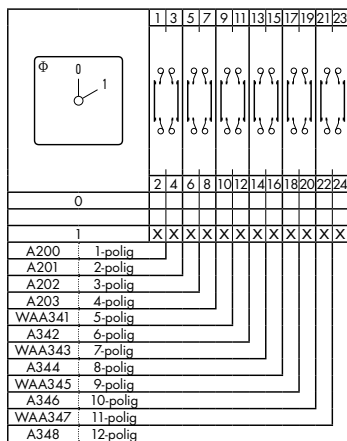 1 3 5 7 9 11 13 15 17 19 21 23
Φ 0
1
2 4 6 8 10 12 14 16 18 20 22 24
0
1 X X X X X X X X X X X X
A200 1-polig
A201 2-polig
A202 3-polig
A203 4-polig
WAA341 5-polig
A342 6-polig
WAA343 7-polig
A344 8-polig
WAA345 9-polig
A346 10-polig
WAA347 11-polig
A348 12-polig